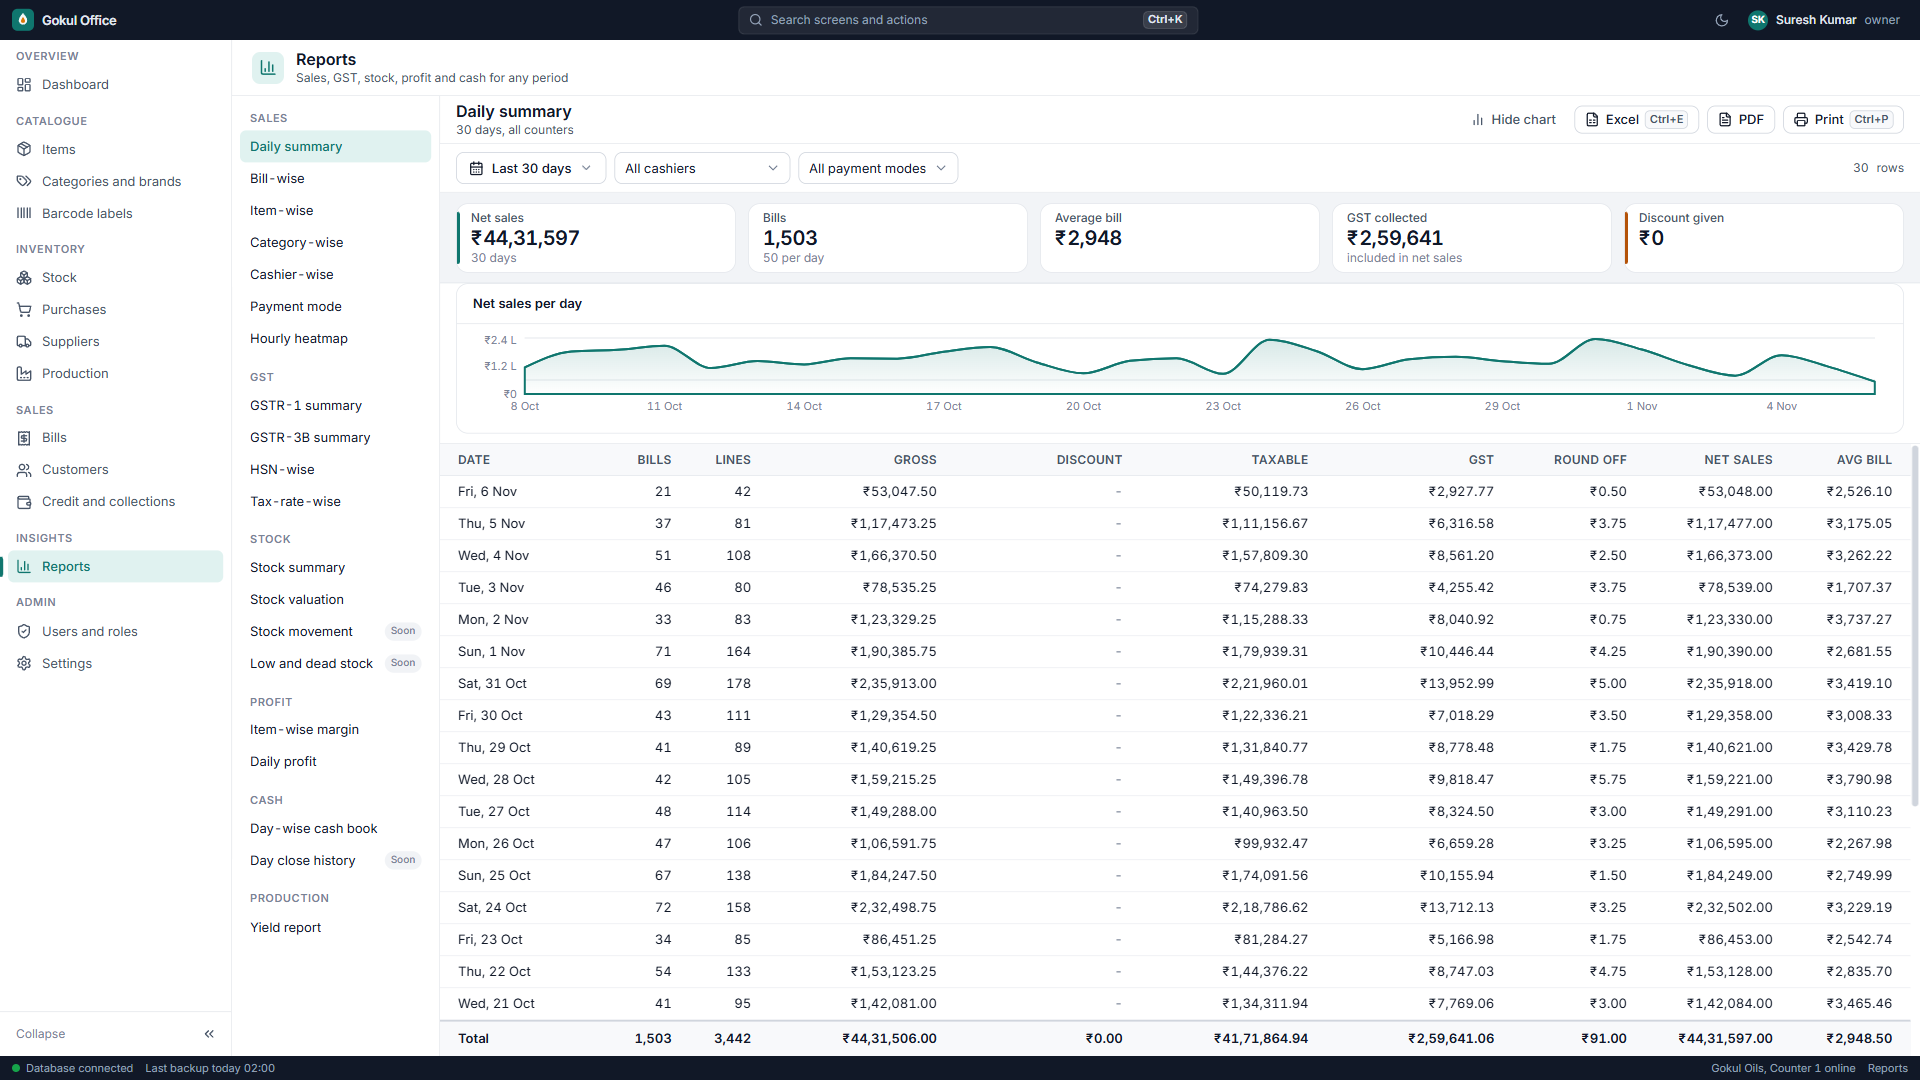 Gokul Office
Search screens and actions Ctrl+K
SK Suresh Kumar owner
OVERVIEW
Dashboard
CATALOGUE
Items
Categories and brands
Barcode labels
INVENTORY
Stock
Purchases
Suppliers
Production
SALES
Bills
Customers
Credit and collections
INSIGHTS
Reports
ADMIN
Users and roles
Settings
Collapse
Reports
Sales, GST, stock, profit and cash for any period
SALES
Daily summary
Bill-wise
Item-wise
Category-wise
Cashier-wise
Payment mode
Hourly heatmap
GST
GSTR-1 summary
GSTR-3B summary
HSN-wise
Tax-rate-wise
STOCK
Stock summary
Stock valuation
Stock movement Soon
Low and dead stock Soon
PROFIT
Item-wise margin
Daily profit
CASH
Day-wise cash book
Day close history Soon
PRODUCTION
Yield report
Daily summary
30 days, all counters
Hide chart Excel Ctrl+E PDF Print Ctrl+P
Last 30 days All cashiers All payment modes 30 rows
Net sales
₹44,31,597
30 days
Bills
1,503
50 per day
Average bill
₹2,948
GST collected
₹2,59,641
included in net sales
Discount given
₹0
Net sales per day
₹2.4 L
₹1.2 L
₹0
8 Oct 11 Oct 14 Oct 17 Oct 20 Oct 23 Oct 26 Oct 29 Oct 1 Nov 4 Nov
DATE BILLS LINES GROSS DISCOUNT TAXABLE GST ROUND OFF NET SALES AVG BILL
Fri, 6 Nov 21 42 ₹53,047.50 - ₹50,119.73 ₹2,927.77 ₹0.50 ₹53,048.00 ₹2,526.10
Thu, 5 Nov 37 81 ₹1,17,473.25 - ₹1,11,156.67 ₹6,316.58 ₹3.75 ₹1,17,477.00 ₹3,175.05
Wed, 4 Nov 51 108 ₹1,66,370.50 - ₹1,57,809.30 ₹8,561.20 ₹2.50 ₹1,66,373.00 ₹3,262.22
Tue, 3 Nov 46 80 ₹78,535.25 - ₹74,279.83 ₹4,255.42 ₹3.75 ₹78,539.00 ₹1,707.37
Mon, 2 Nov 33 83 ₹1,23,329.25 - ₹1,15,288.33 ₹8,040.92 ₹0.75 ₹1,23,330.00 ₹3,737.27
Sun, 1 Nov 71 164 ₹1,90,385.75 - ₹1,79,939.31 ₹10,446.44 ₹4.25 ₹1,90,390.00 ₹2,681.55
Sat, 31 Oct 69 178 ₹2,35,913.00 - ₹2,21,960.01 ₹13,952.99 ₹5.00 ₹2,35,918.00 ₹3,419.10
Fri, 30 Oct 43 111 ₹1,29,354.50 - ₹1,22,336.21 ₹7,018.29 ₹3.50 ₹1,29,358.00 ₹3,008.33
Thu, 29 Oct 41 89 ₹1,40,619.25 - ₹1,31,840.77 ₹8,778.48 ₹1.75 ₹1,40,621.00 ₹3,429.78
Wed, 28 Oct 42 105 ₹1,59,215.25 - ₹1,49,396.78 ₹9,818.47 ₹5.75 ₹1,59,221.00 ₹3,790.98
Tue, 27 Oct 48 114 ₹1,49,288.00 - ₹1,40,963.50 ₹8,324.50 ₹3.00 ₹1,49,291.00 ₹3,110.23
Mon, 26 Oct 47 106 ₹1,06,591.75 - ₹99,932.47 ₹6,659.28 ₹3.25 ₹1,06,595.00 ₹2,267.98
Sun, 25 Oct 67 138 ₹1,84,247.50 - ₹1,74,091.56 ₹10,155.94 ₹1.50 ₹1,84,249.00 ₹2,749.99
Sat, 24 Oct 72 158 ₹2,32,498.75 - ₹2,18,786.62 ₹13,712.13 ₹3.25 ₹2,32,502.00 ₹3,229.19
Fri, 23 Oct 34 85 ₹86,451.25 - ₹81,284.27 ₹5,166.98 ₹1.75 ₹86,453.00 ₹2,542.74
Thu, 22 Oct 54 133 ₹1,53,123.25 - ₹1,44,376.22 ₹8,747.03 ₹4.75 ₹1,53,128.00 ₹2,835.70
Wed, 21 Oct 41 95 ₹1,42,081.00 - ₹1,34,311.94 ₹7,769.06 ₹3.00 ₹1,42,084.00 ₹3,465.46
Total 1,503 3,442 ₹44,31,506.00 ₹0.00 ₹41,71,864.94 ₹2,59,641.06 ₹91.00 ₹44,31,597.00 ₹2,948.50
Database connected Last backup today 02:00
Gokul Oils, Counter 1 online Reports